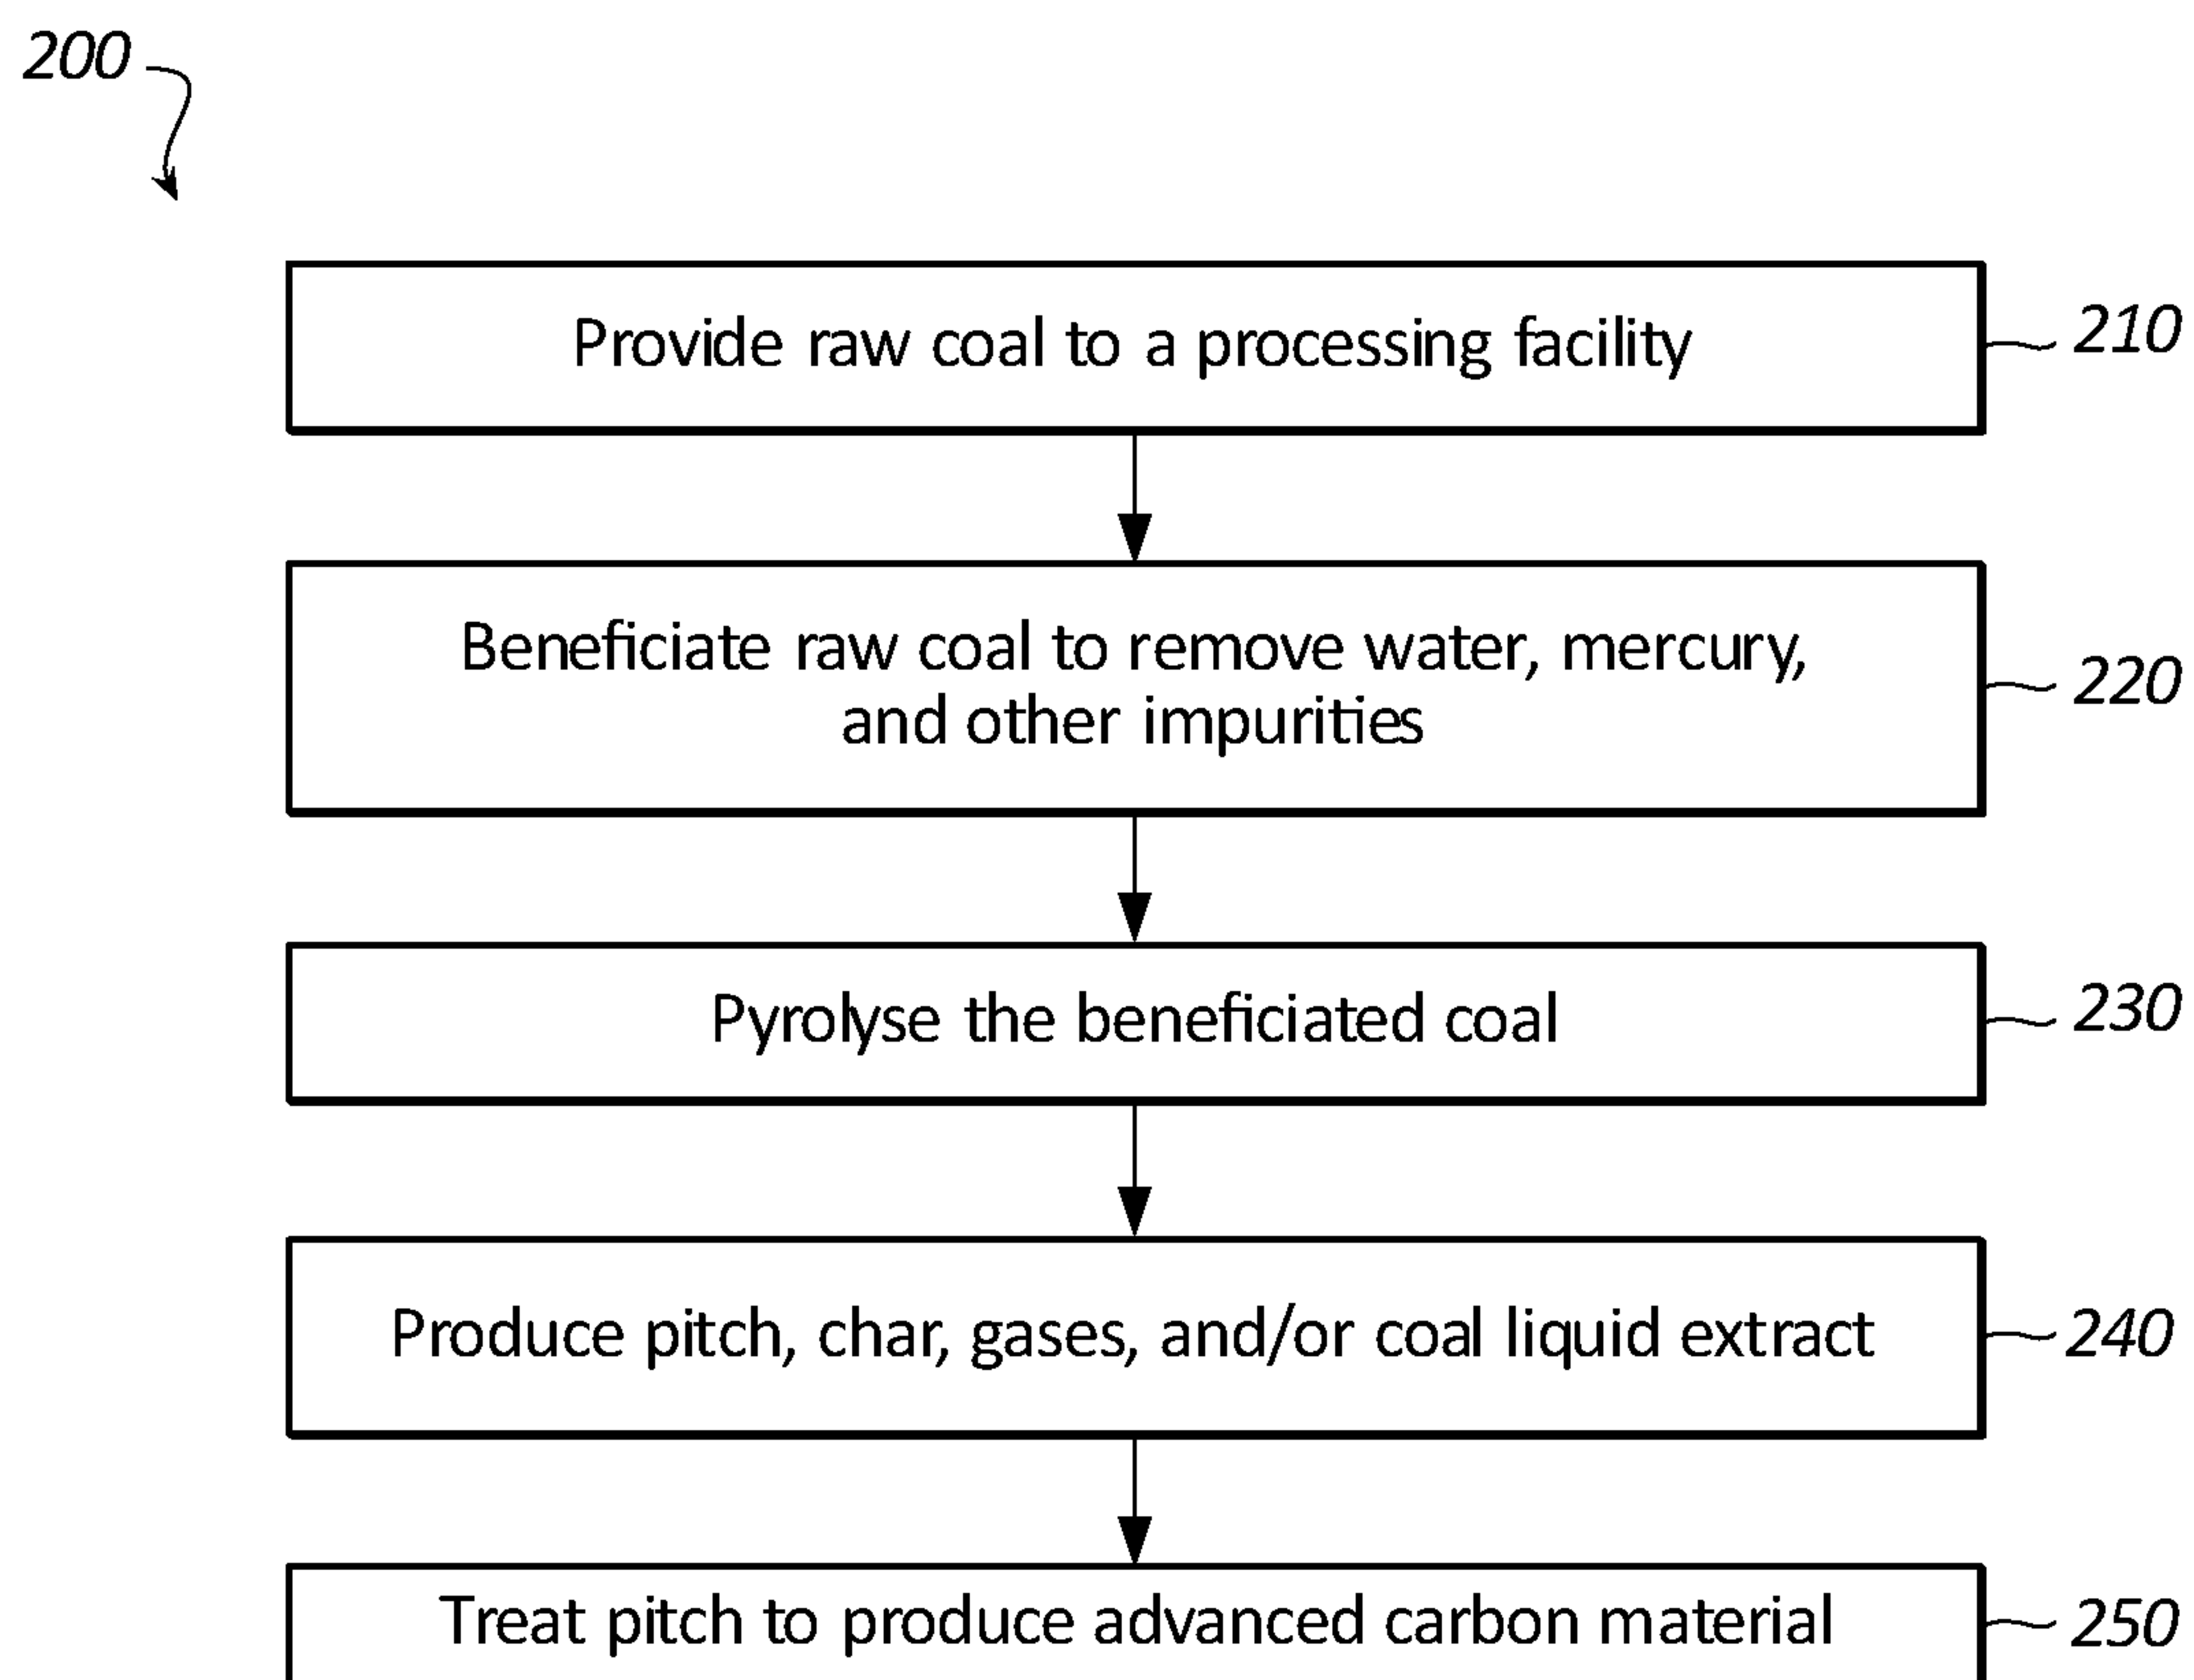 200
Provide raw coal to a processing facility
210
Beneficiate raw coal to remove water, mercury,
and other impurities
220
Pyrolyse the beneficiated coal
230
Produce pitch, char, gases, and/or coal liquid extract
240
Treat pitch to produce advanced carbon material
250